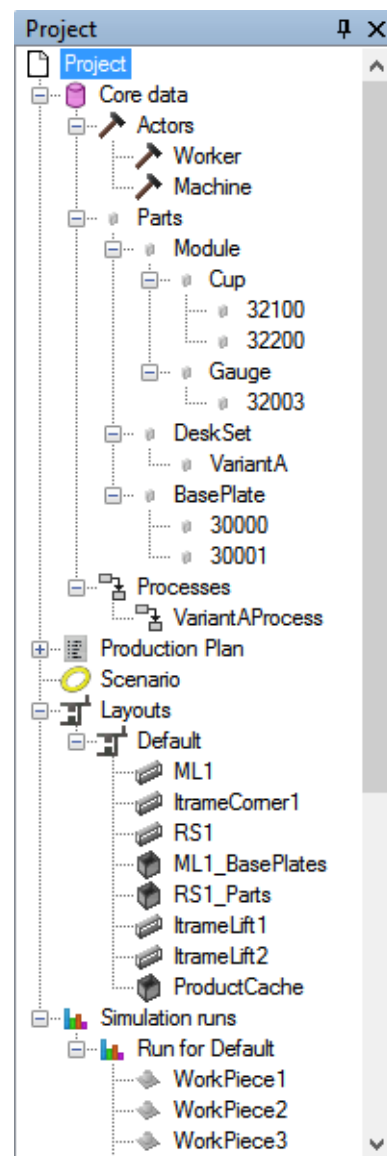 Project
Project
Core data
Actors
Worker
Machine
Parts
Module
Cup
32100
32200
Gauge
32003
DeskSet
VariantA
BasePlate
30000
30001
Processes
VariantAProcess
Production Plan
Scenario
Layouts
Default
ML1
ItrameCorner1
RS1
ML1_BasePlates
RS1_Parts
ItrameLift1
ItrameLift2
ProductCache
Simulation runs
Run for Default
WorkPiece1
WorkPiece2
WorkPiece3